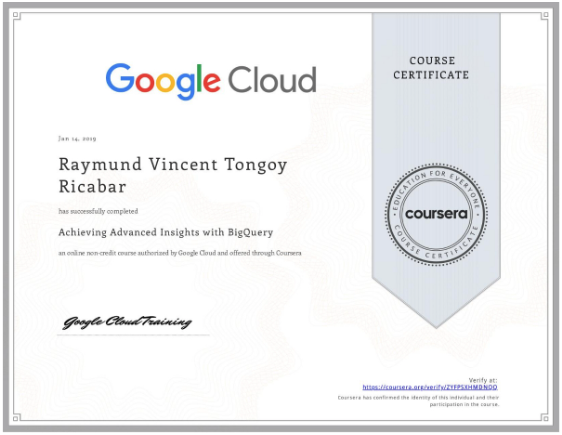 Google Cloud
COURSE
CERTIFICATE
Jan 14, 2019
Raymund Vincent Tongoy
Ricabar
has successfully completed
Achieving Advanced Insights with BigQuery
an online non-credit course authorized by Google Cloud and offered through Coursera
EDUCATION FOR EVERYONE
coursera
COURSE CERTIFICATE
Google Cloud Training
Verify at:
https://coursera.org/verify/ZYFPSXHMDNDQ
Coursera has confirmed the identity of this individual and their
participation in the course.